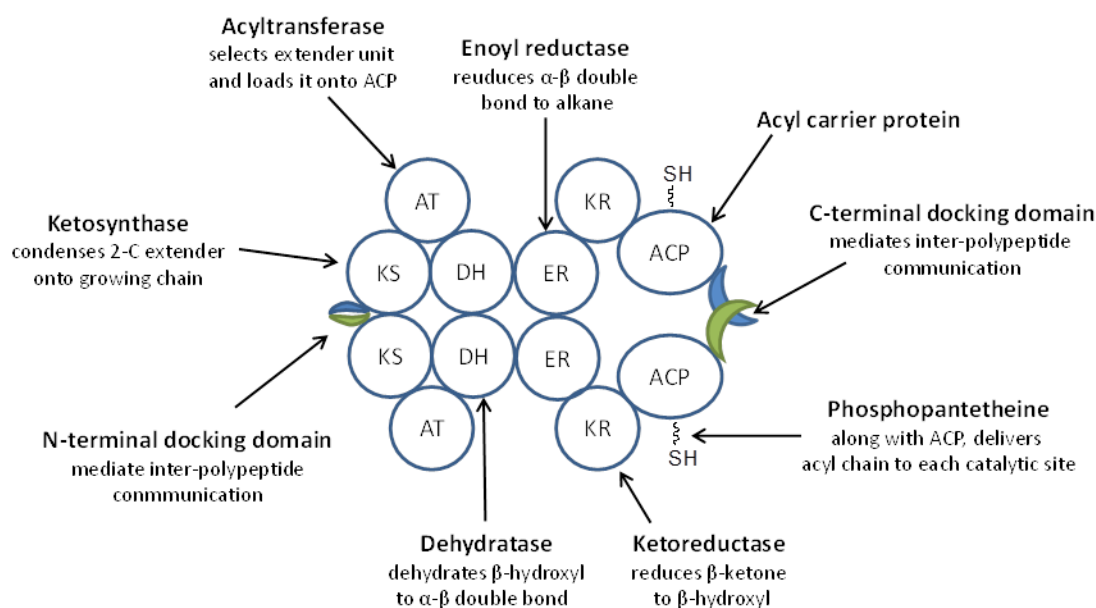 Acyltransferase
selects extender unit
and loads it onto ACP
Enoyl reductase
reuduces α-β double
bond to alkane
Acyl carrier protein
SH
AT
KR
ACP
Ketosynthase
condenses 2-C extender
onto growing chain
C-terminal docking domain
mediates inter-polypeptide
communication
KS
DH
ER
KS
DH
ER
ACP
AT
KR
SH
N-terminal docking domain
mediate inter-polypeptide
conmmunication
Phosphopantetheine
along with ACP, delivers
acyl chain to each catalytic site
Dehydratase
dehydrates β-hydroxyl
to α-β double bond
Ketoreductase
reduces β-ketone
to β-hydroxyl